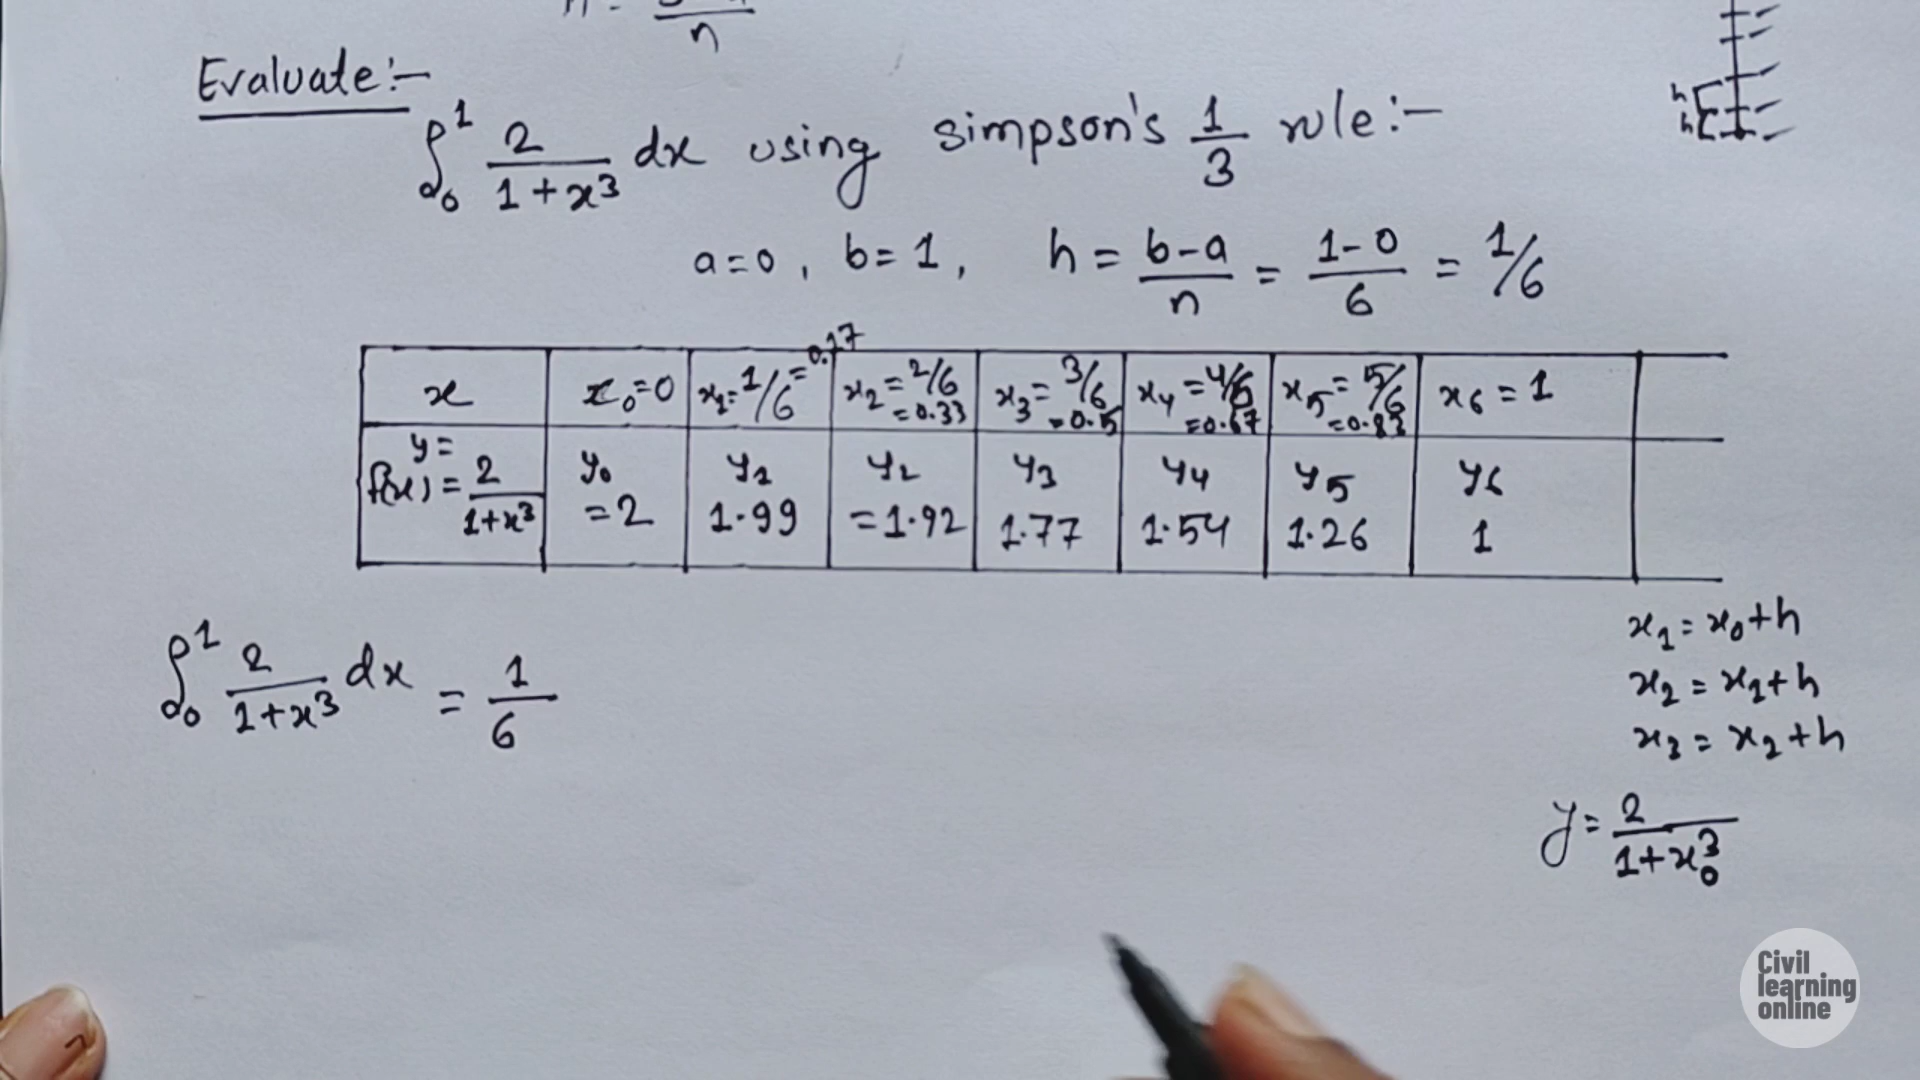 n
Evaluate:-
∫₀¹ 2/(1+x³) dx using simpson's 1/3 rule:-
h
h
a=0, b=1, h = (b-a)/n = (1-0)/6 = 1/6
x | x₀=0 | x₁=1/6=0.17 | x₂=2/6=0.33 | x₃=3/6=0.5 | x₄=4/6=0.67 | x₅=5/6=0.83 | x₆=1
y=f(x)=2/(1+x³) | y₀=2 | y₁ 1.99 | y₂=1.92 | y₃ 1.77 | y₄ 1.54 | y₅ 1.26 | y₆ 1
∫₀¹ 2/(1+x³) dx = 1/6
x₁=x₀+h
x₂=x₁+h
x₃=x₂+h
y=2/(1+x₀³)
Civil
learning
online